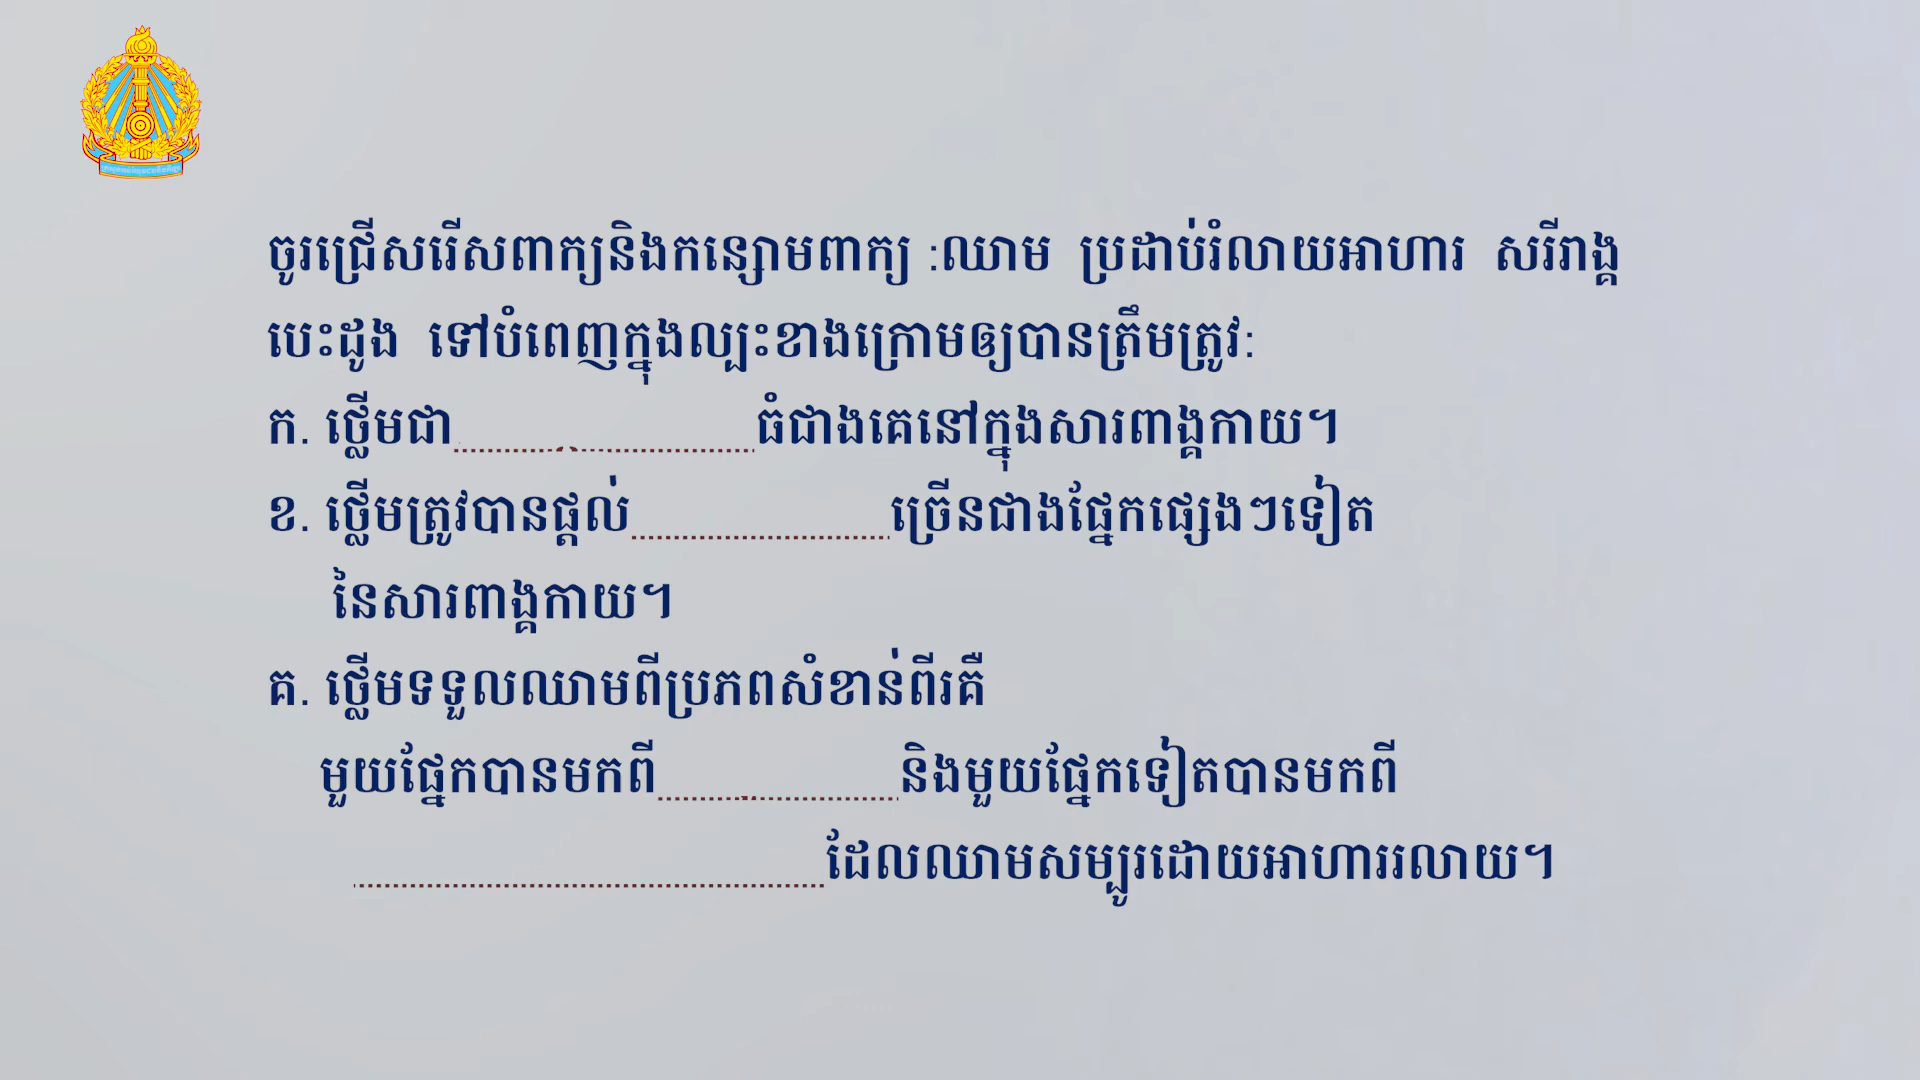 ចូរជ្រើសរើសពាក្យនិងកន្សោមពាក្យ :ឈាម ប្រដាប់រំលាយអាហារ សរីរាង្គ
បេះដូង ទៅបំពេញក្នុងល្បះខាងក្រោមឲ្យបានត្រឹមត្រូវ:
ក. ថ្លើមជា..............................ធំជាងគេនៅក្នុងសារពាង្គកាយ។
ខ. ថ្លើមត្រូវបានផ្តល់..............................ច្រើនជាងផ្នែកផ្សេងៗទៀត
នៃសារពាង្គកាយ។
គ. ថ្លើមទទួលឈាមពីប្រភពសំខាន់ពីរគឺ
មួយផ្នែកបានមកពី..............................និងមួយផ្នែកទៀតបានមកពី
..............................ដែលឈាមសម្បូរដោយអាហាររលាយ។